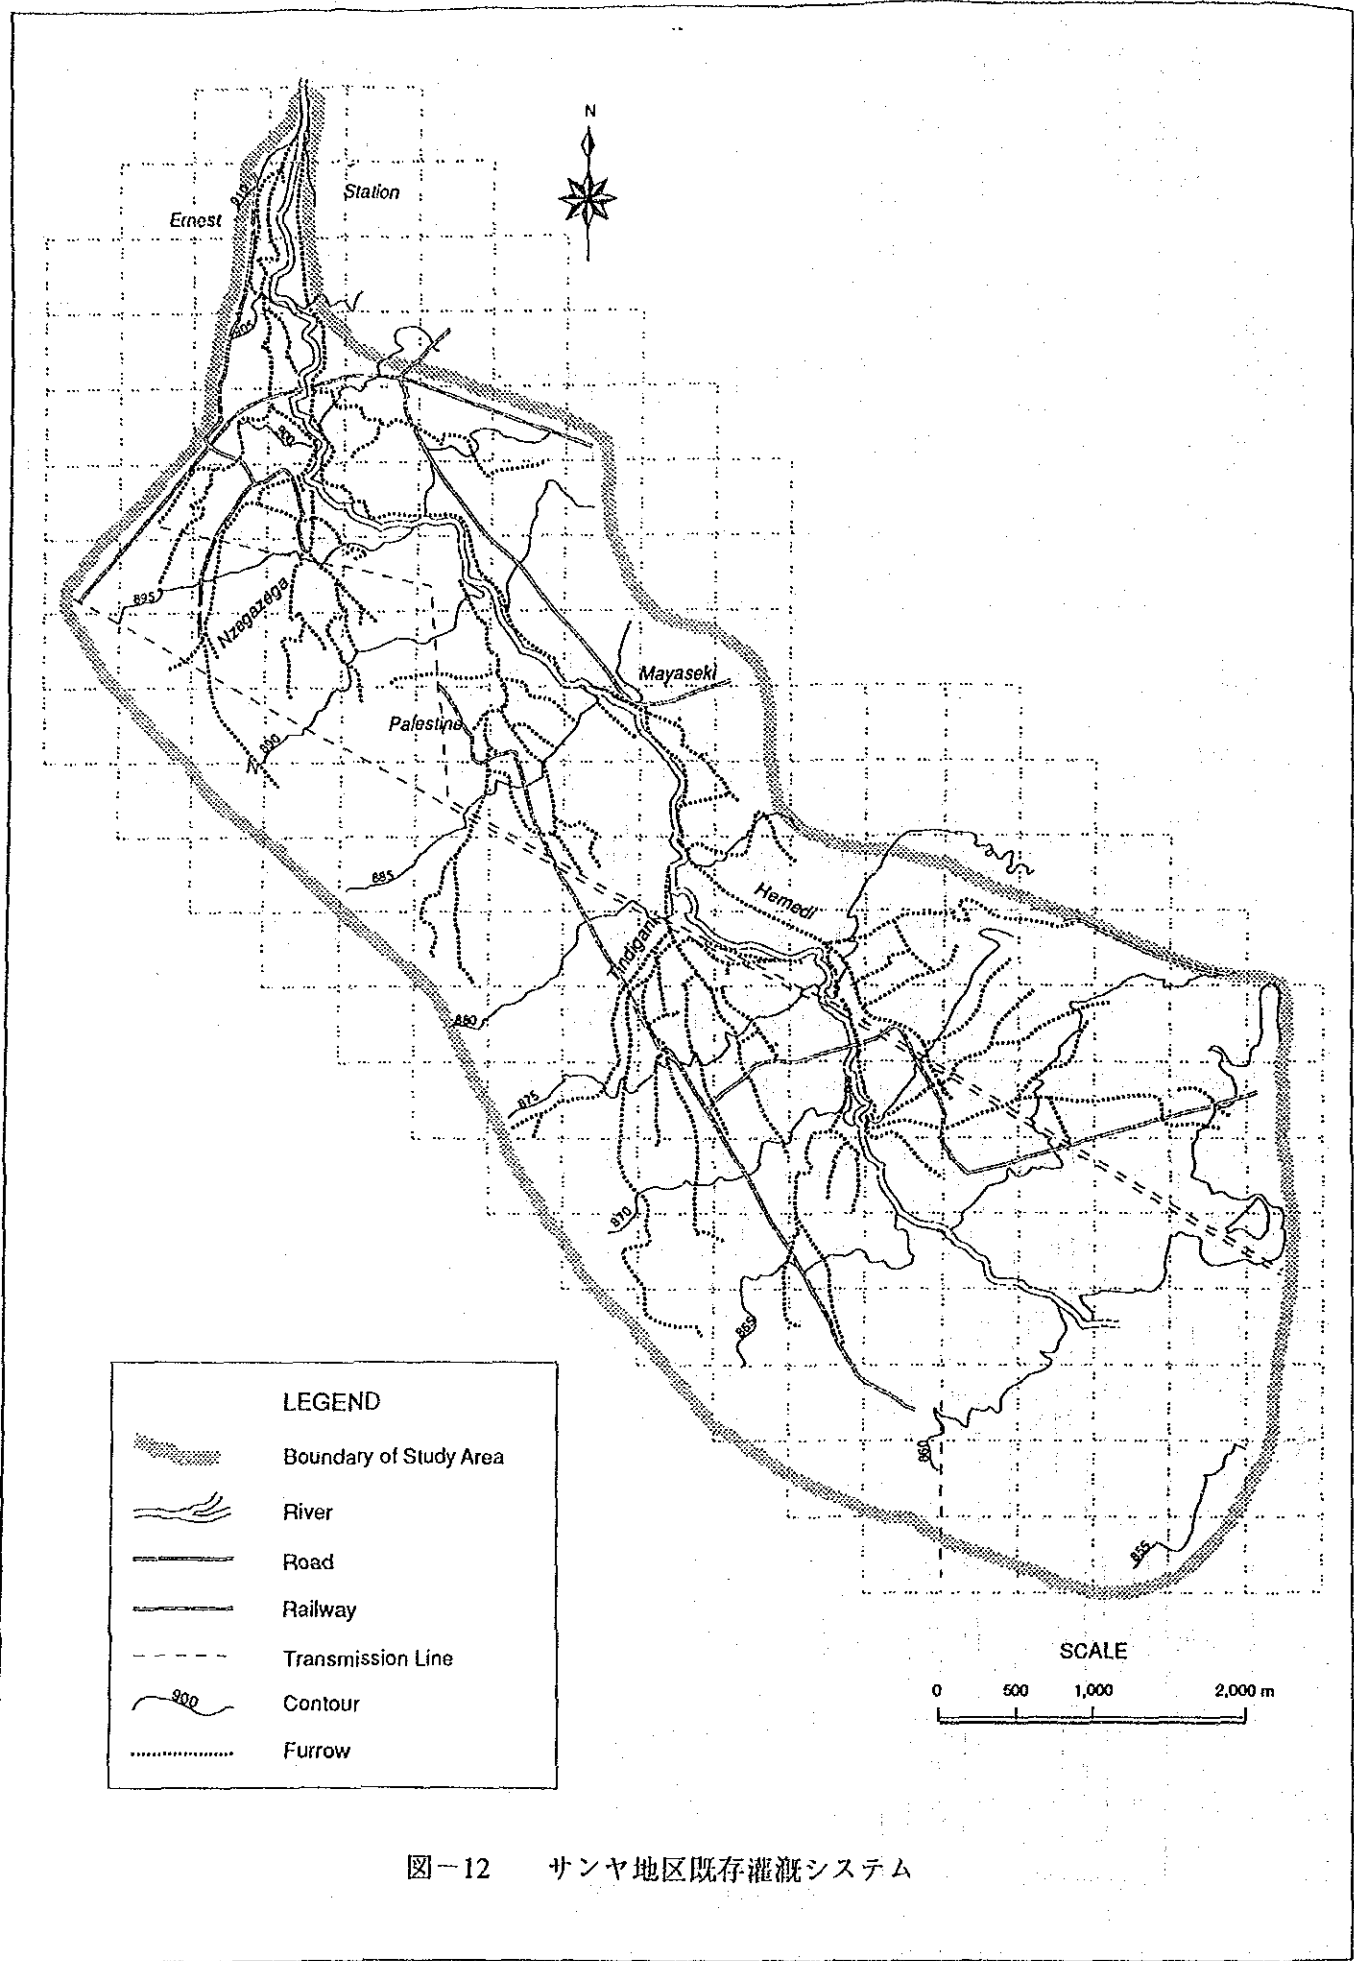 N
Station
910
Ernest
905
900
895
Nzagazega
Mayaseki
Palestine
890
885
Hemedi
Tindigani
880
875
870
865
860
855
LEGEND
Boundary of Study Area
River
Road
Railway
Transmission Line
900
Contour
Furrow
SCALE
0 500 1,000 2,000 m
図-12 サンヤ地区既存灌漑システム